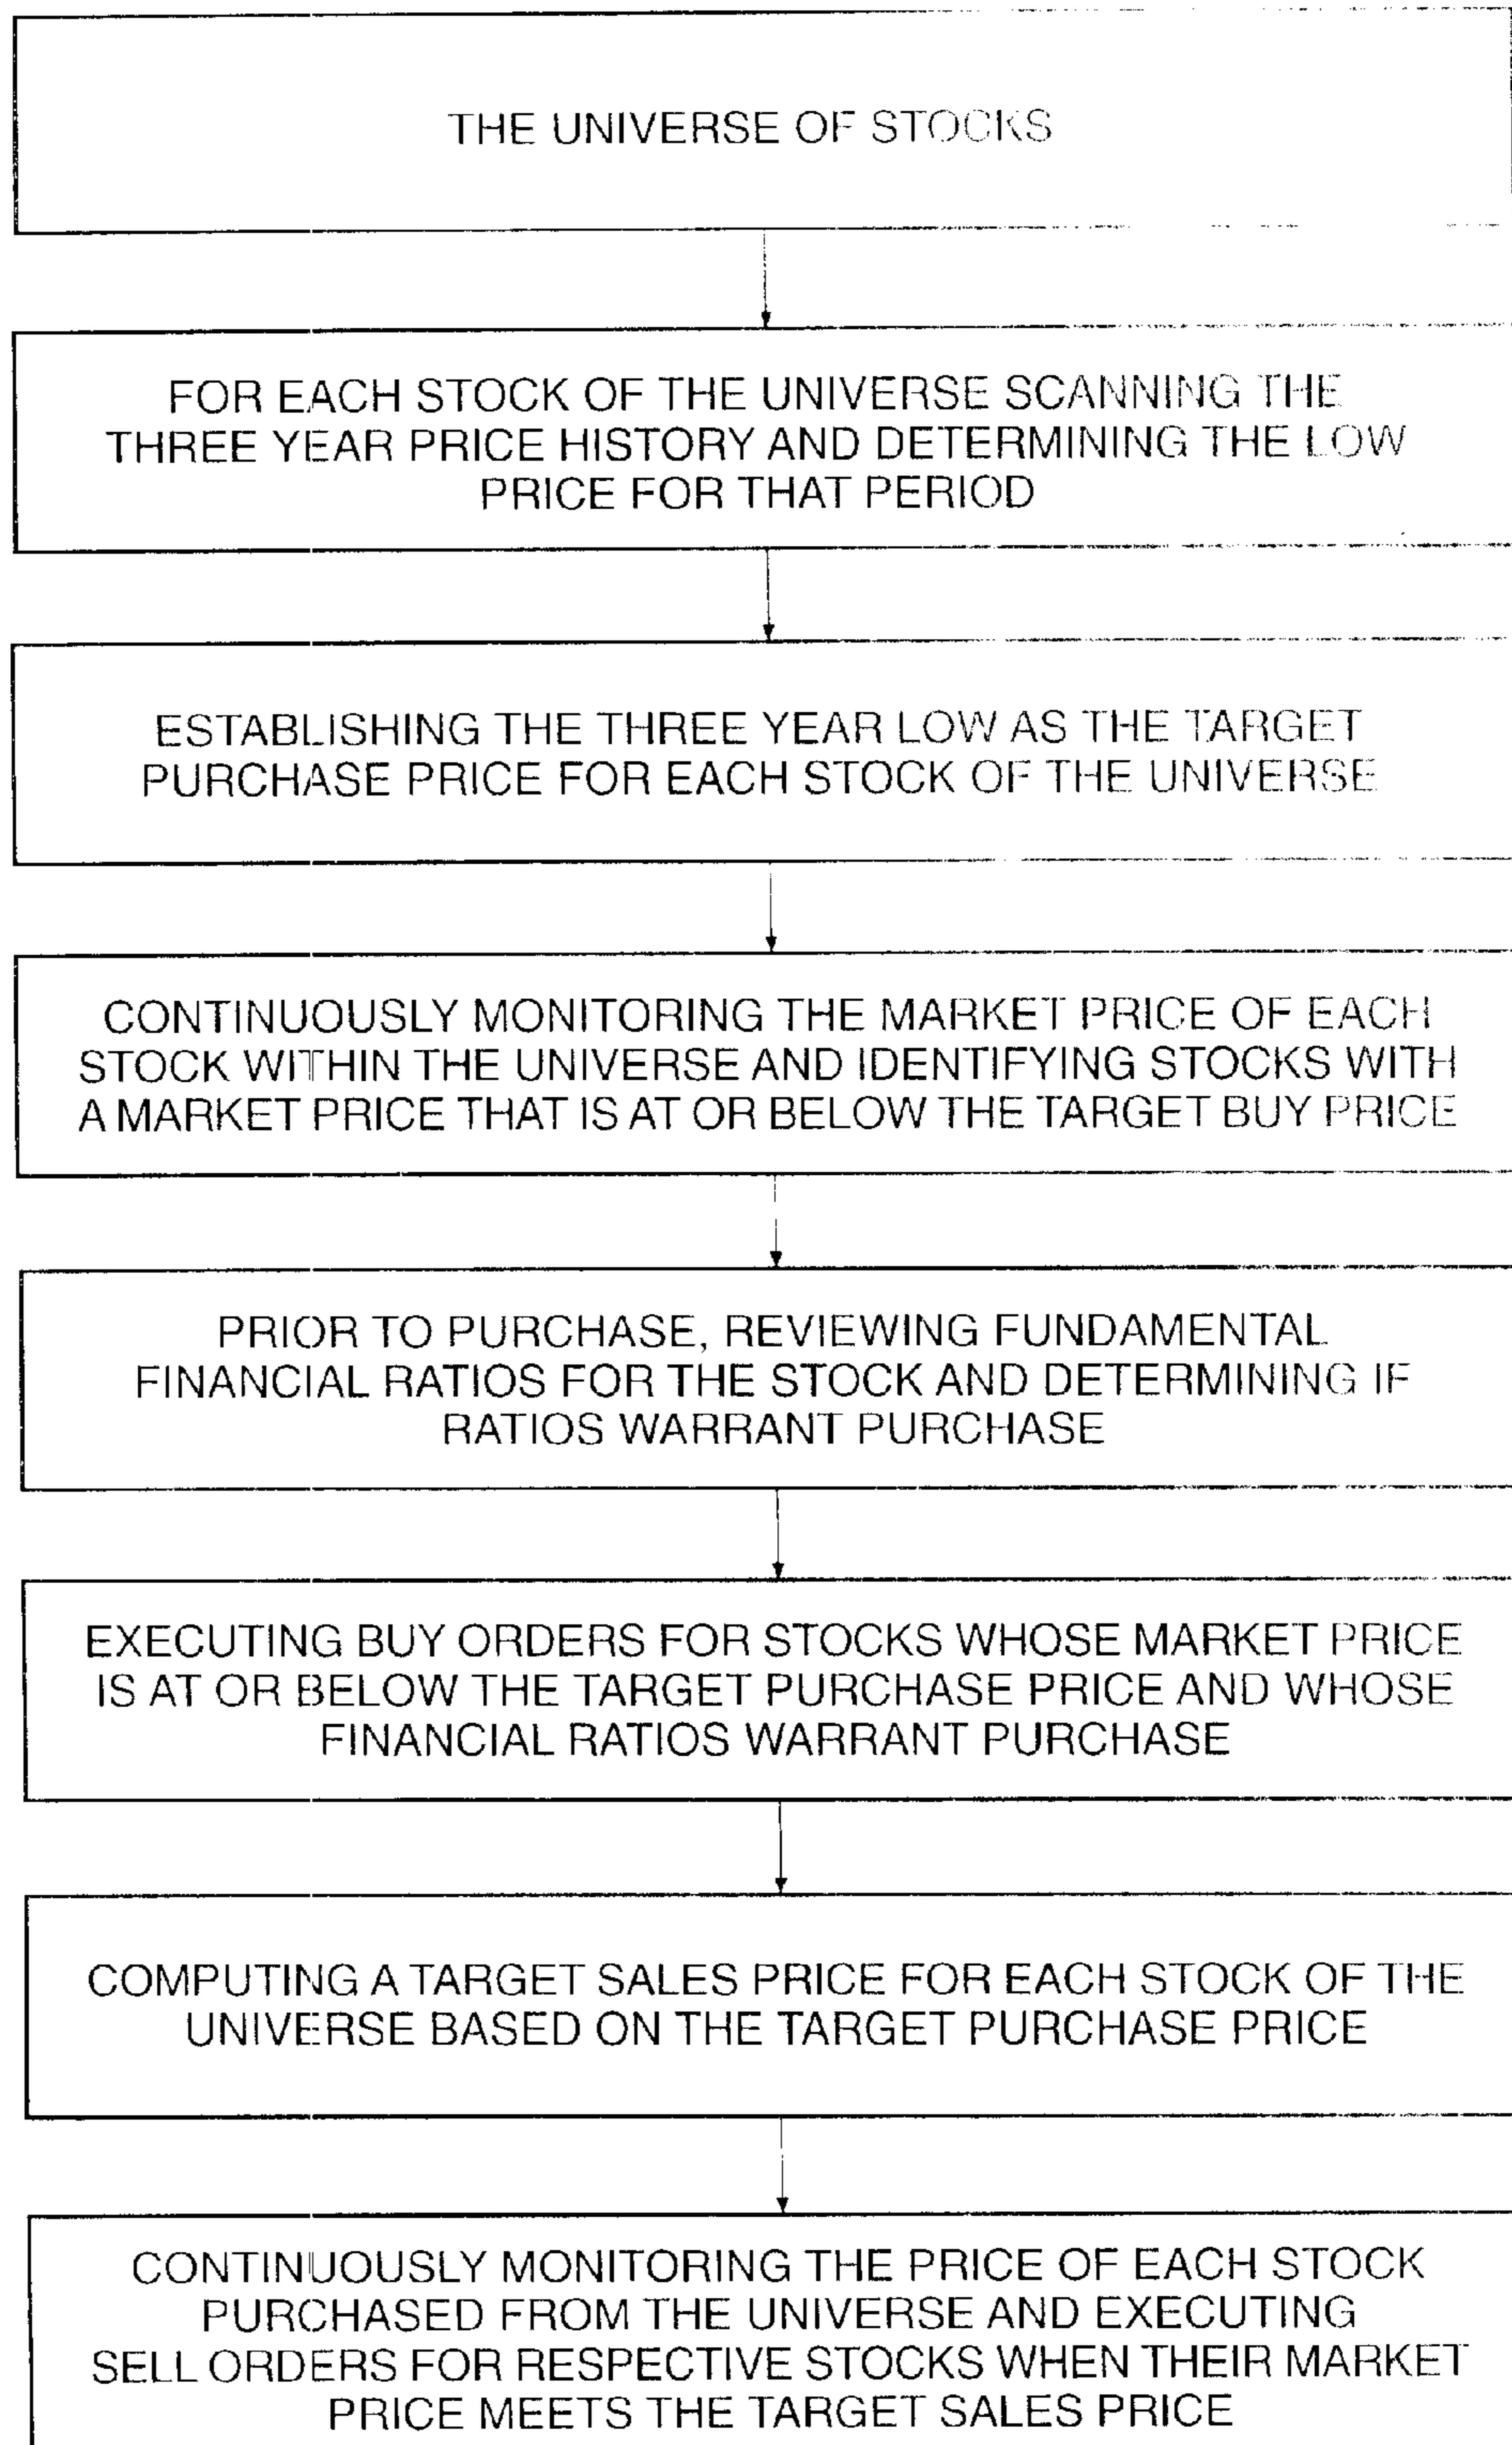 THE UNIVERSE OF STOCKS
FOR EACH STOCK OF THE UNIVERSE SCANNING THE
THREE YEAR PRICE HISTORY AND DETERMINING THE LOW
PRICE FOR THAT PERIOD
ESTABLISHING THE THREE YEAR LOW AS THE TARGET
PURCHASE PRICE FOR EACH STOCK OF THE UNIVERSE
CONTINUOUSLY MONITORING THE MARKET PRICE OF EACH
STOCK WITHIN THE UNIVERSE AND IDENTIFYING STOCKS WITH
A MARKET PRICE THAT IS AT OR BELOW THE TARGET BUY PRICE
PRIOR TO PURCHASE, REVIEWING FUNDAMENTAL
FINANCIAL RATIOS FOR THE STOCK AND DETERMINING IF
RATIOS WARRANT PURCHASE
EXECUTING BUY ORDERS FOR STOCKS WHOSE MARKET PRICE
IS AT OR BELOW THE TARGET PURCHASE PRICE AND WHOSE
FINANCIAL RATIOS WARRANT PURCHASE
COMPUTING A TARGET SALES PRICE FOR EACH STOCK OF THE
UNIVERSE BASED ON THE TARGET PURCHASE PRICE
CONTINUOUSLY MONITORING THE PRICE OF EACH STOCK
PURCHASED FROM THE UNIVERSE AND EXECUTING
SELL ORDERS FOR RESPECTIVE STOCKS WHEN THEIR MARKET
PRICE MEETS THE TARGET SALES PRICE